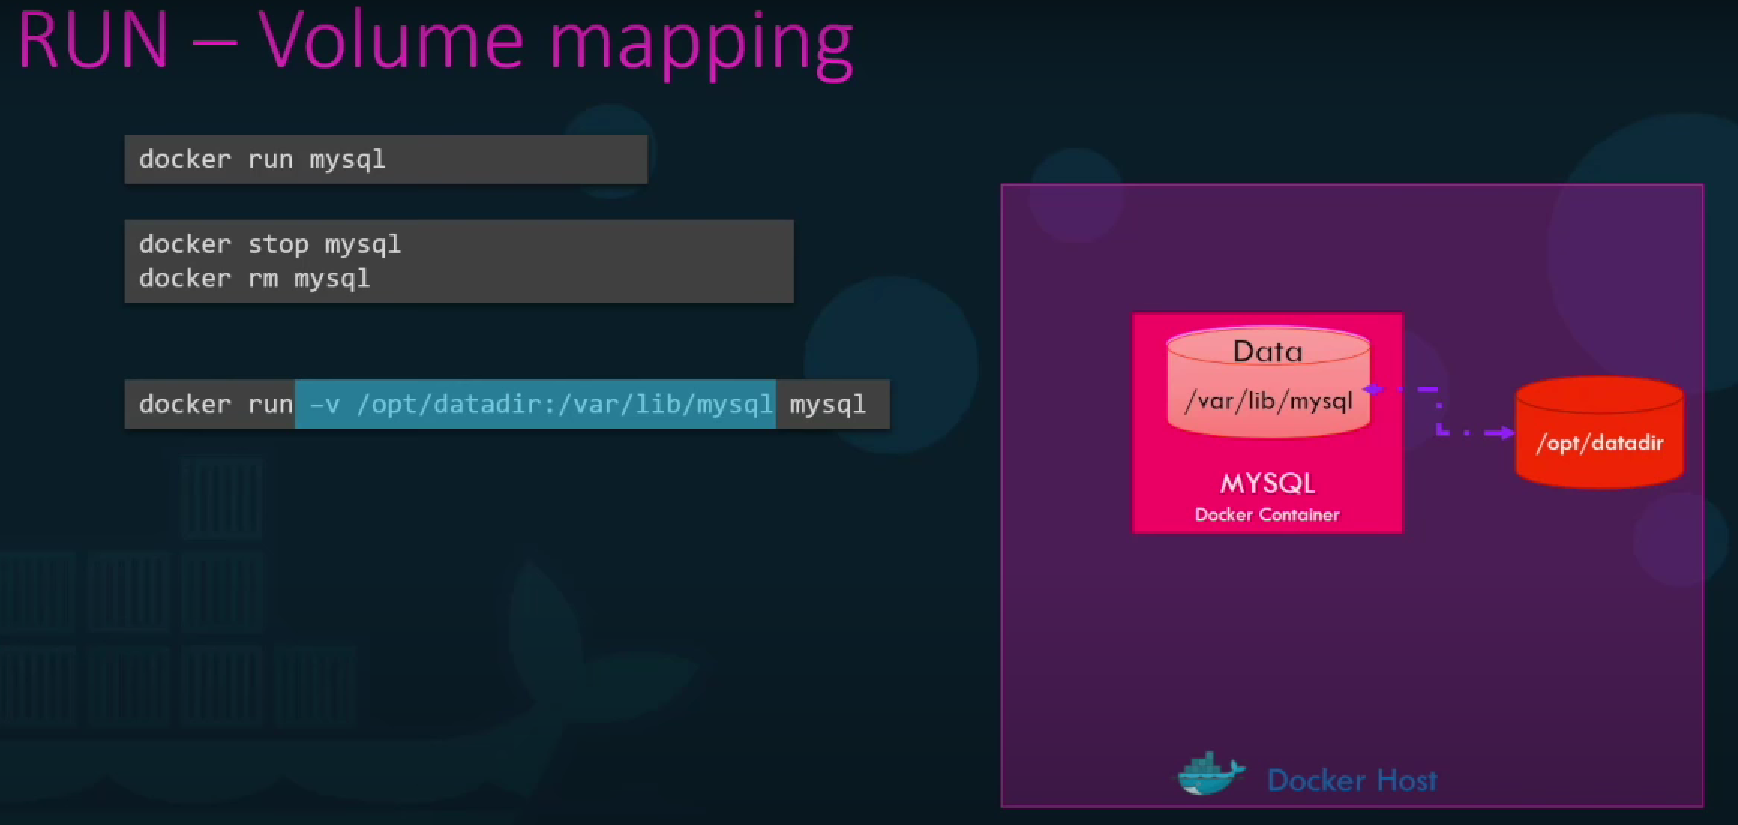 RUN – Volume mapping
docker run mysql
docker stop mysql
docker rm mysql
docker run –v /opt/datadir:/var/lib/mysql mysql
Data
/var/lib/mysql
MYSQL
Docker Container
/opt/datadir
Docker Host